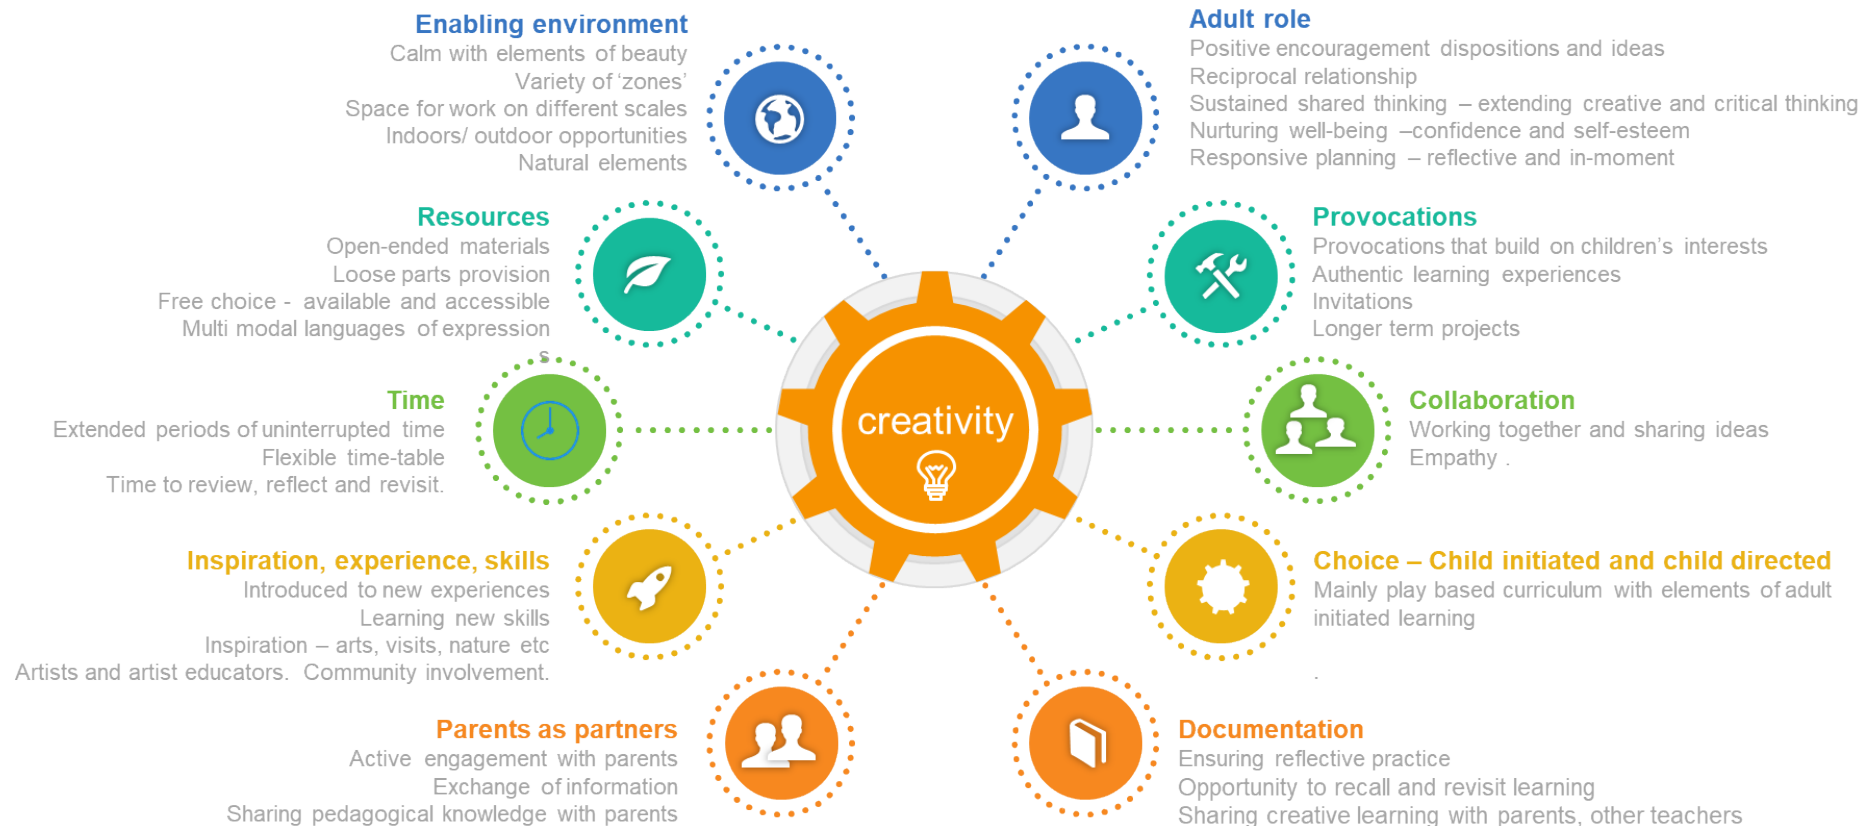 Enabling environment
Calm with elements of beauty
Variety of ‘zones’
Space for work on different scales
Indoors/ outdoor opportunities
Natural elements
Adult role
Positive encouragement dispositions and ideas
Reciprocal relationship
Sustained shared thinking – extending creative and critical thinking
Nurturing well-being –confidence and self-esteem
Responsive planning – reflective and in-moment
Resources
Open-ended materials
Loose parts provision
Free choice - available and accessible
Multi modal languages of expression
s
Provocations
Provocations that build on children’s interests
Authentic learning experiences
Invitations
Longer term projects
Time
Extended periods of uninterrupted time
Flexible time-table
Time to review, reflect and revisit.
creativity
Collaboration
Working together and sharing ideas
Empathy .
Inspiration, experience, skills
Introduced to new experiences
Learning new skills
Inspiration – arts, visits, nature etc
Artists and artist educators. Community involvement.
Choice – Child initiated and child directed
Mainly play based curriculum with elements of adult
initiated learning
.
Parents as partners
Active engagement with parents
Exchange of information
Sharing pedagogical knowledge with parents
Documentation
Ensuring reflective practice
Opportunity to recall and revisit learning
Sharing creative learning with parents, other teachers